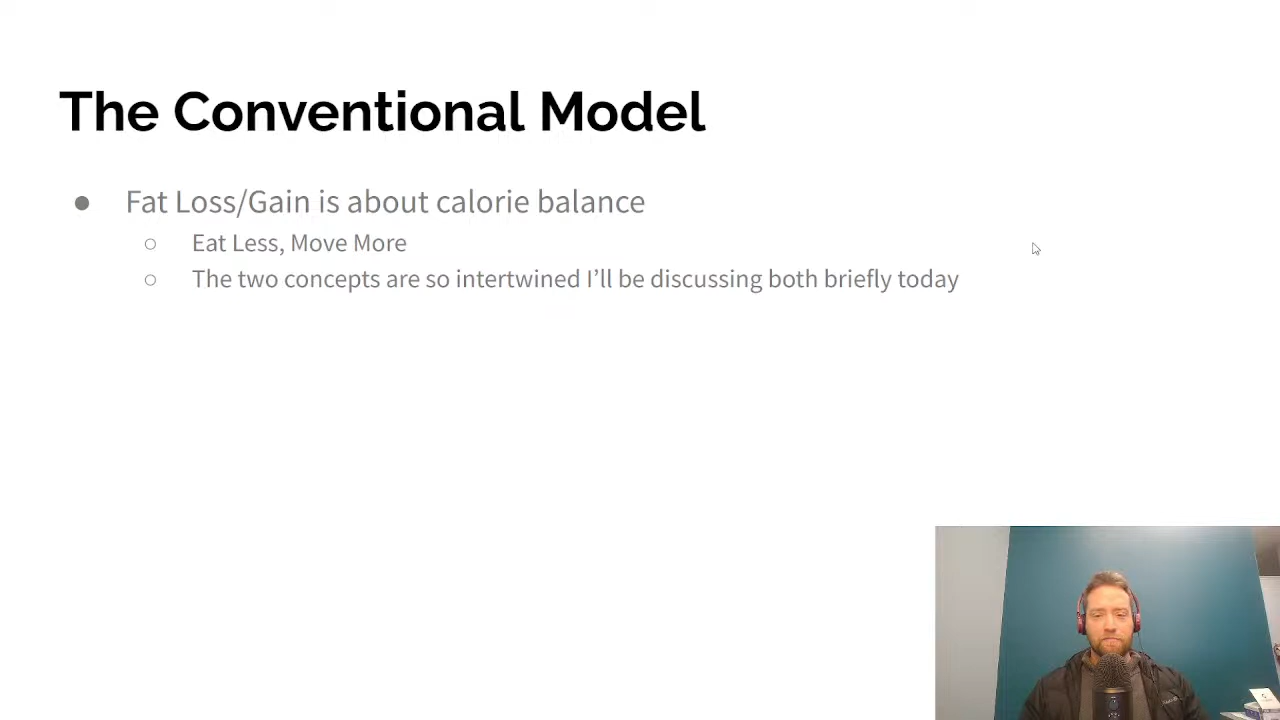 The Conventional Model
● Fat Loss/Gain is about calorie balance
○ Eat Less, Move More
○ The two concepts are so intertwined I’ll be discussing both briefly today